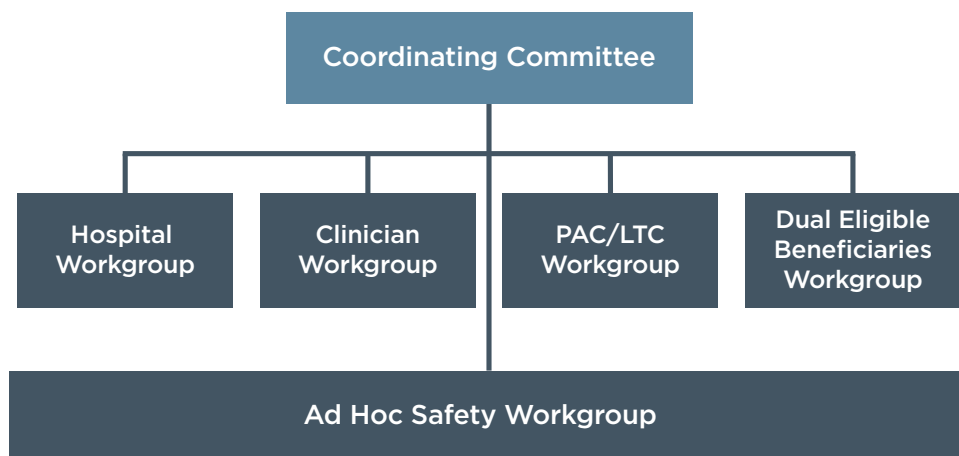 Coordinating Committee
Hospital
Workgroup
Clinician
Workgroup
PAC/LTC
Workgroup
Dual Eligible
Beneficiaries
Workgroup
Ad Hoc Safety Workgroup